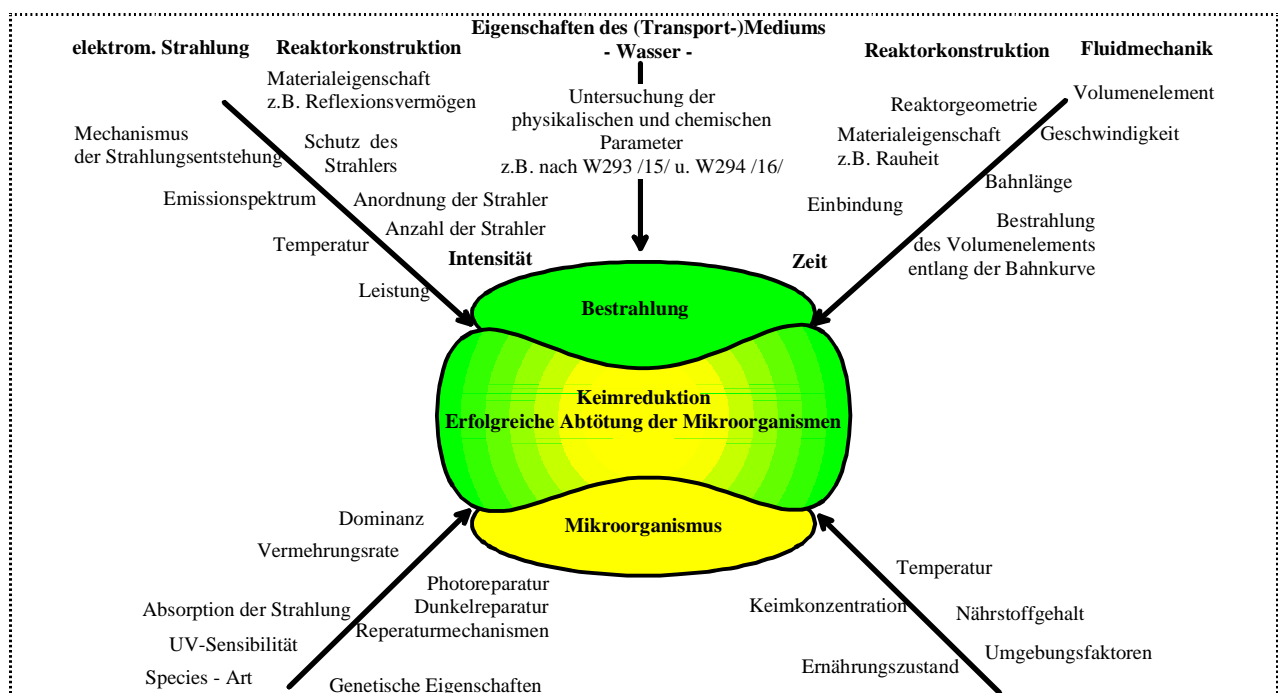 Eigenschaften des (Transport-)Mediums
- Wasser -
elektrom. Strahlung
Reaktorkonstruktion
Reaktorkonstruktion
Fluidmechanik
Materialeigenschaft
z.B. Reflexionsvermögen
Mechanismus
der Strahlungsentstehung
Schutz des
Strahlers
Emissionspektrum
Anordnung der Strahler
Anzahl der Strahler
Temperatur
Intensität
Leistung
Untersuchung der
physikalischen und chemischen
Parameter
z.B. nach W293 /15/ u. W294 /16/
Volumenelement
Reaktorgeometrie
Geschwindigkeit
Materialeigenschaft
z.B. Rauheit
Bahnlänge
Einbindung
Bestrahlung
des Volumenelements
entlang der Bahnkurve
Zeit
Bestrahlung
Keimreduktion
Erfolgreiche Abtötung der Mikroorganismen
Mikroorganismus
Dominanz
Vermehrungsrate
Photoreparatur
Dunkelreparatur
Reperaturmechanismen
Absorption der Strahlung
UV-Sensibilität
Species - Art
Genetische Eigenschaften
Temperatur
Keimkonzentration
Nährstoffgehalt
Umgebungsfaktoren
Ernährungszustand